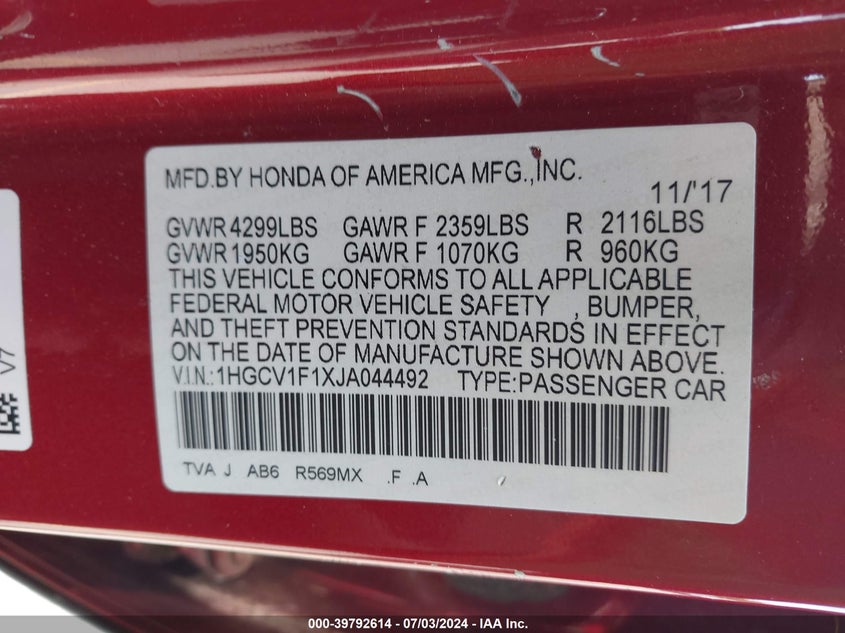 MFD.BY HONDA OF AMERICA MFG.,INC.
11/'17
GVWR 4299LBS GAWR F 2359LBS R 2116LBS
GVWR 1950KG GAWR F 1070KG R 960KG
THIS VEHICLE CONFORMS TO ALL APPLICABLE
FEDERAL MOTOR VEHICLE SAFETY , BUMPER,
AND THEFT PREVENTION STANDARDS IN EFFECT
ON THE DATE OF MANUFACTURE SHOWN ABOVE.
V.I.N.:1HGCV1F1XJA044492 TYPE:PASSENGER CAR
TVA J AB6 R569MX .F .A
V7
000-39792614 - 07/03/2024 - IAA Inc.